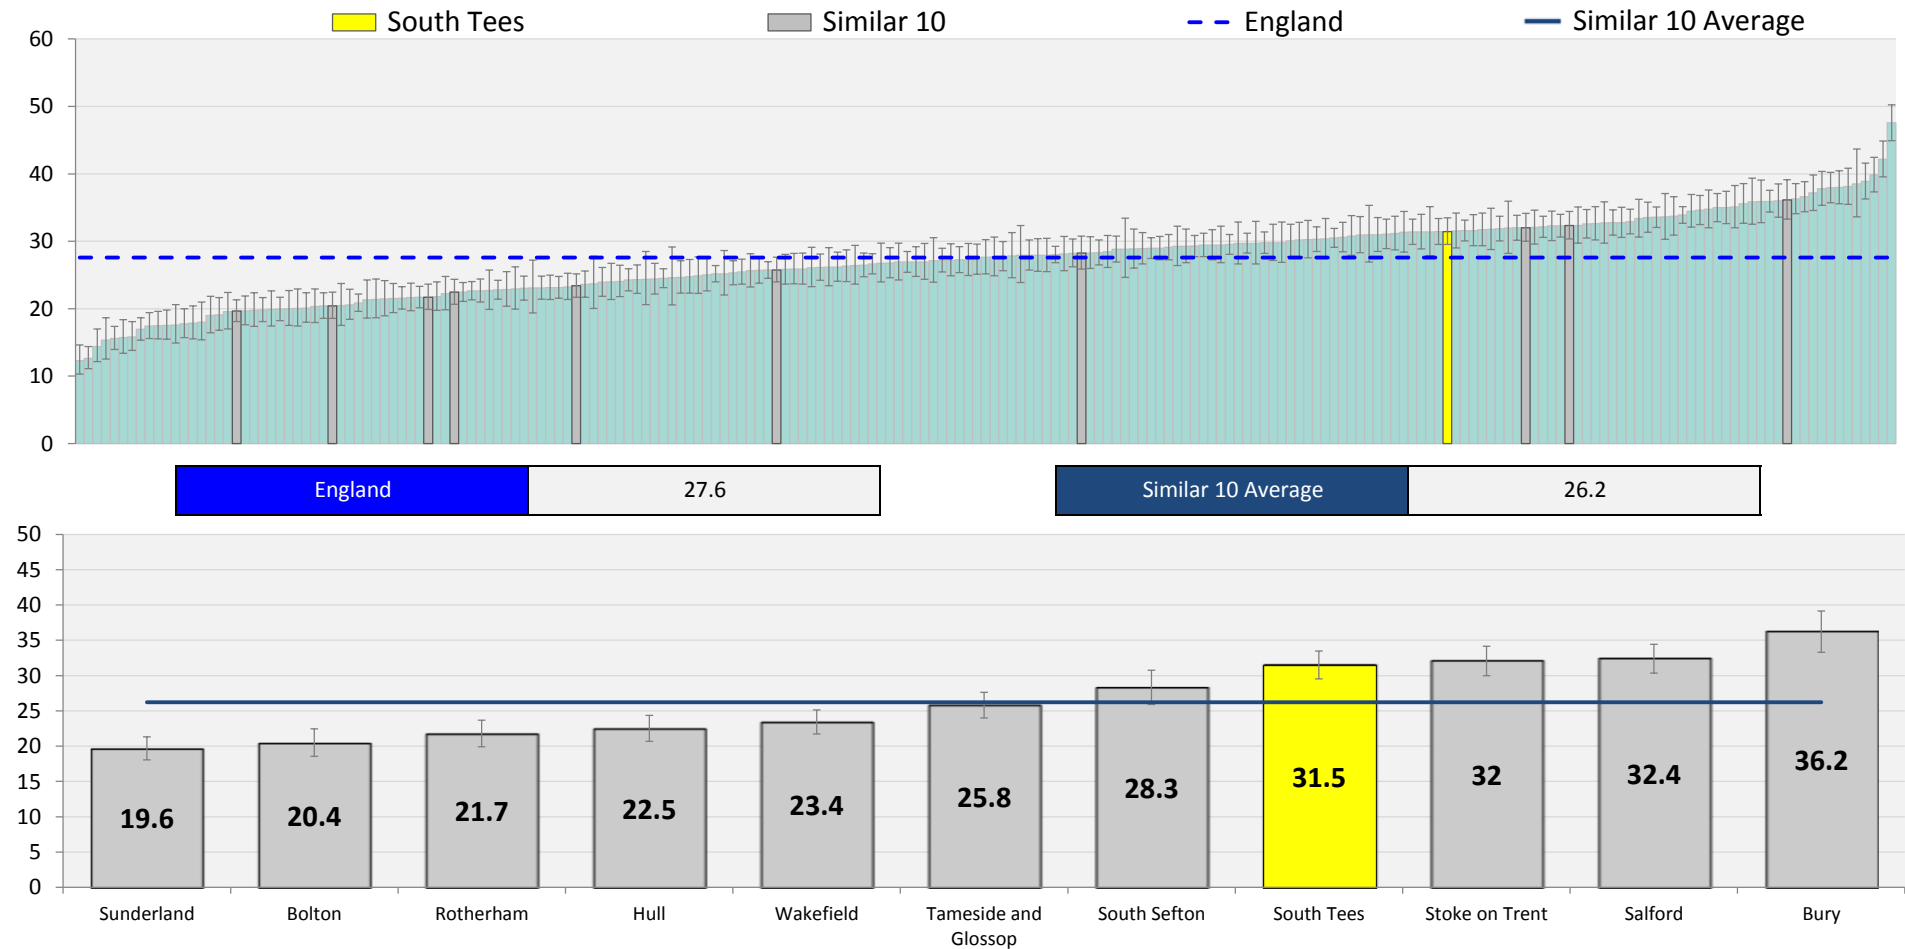 South Tees
Similar 10
England
Similar 10 Average
60
50
40
30
20
10
0
England
27.6
Similar 10 Average
26.2
50
45
40
35
30
25
20
15
10
5
0
19.6
20.4
21.7
22.5
23.4
25.8
28.3
31.5
32
32.4
36.2
Sunderland
Bolton
Rotherham
Hull
Wakefield
Tameside and
Glossop
South Sefton
South Tees
Stoke on Trent
Salford
Bury